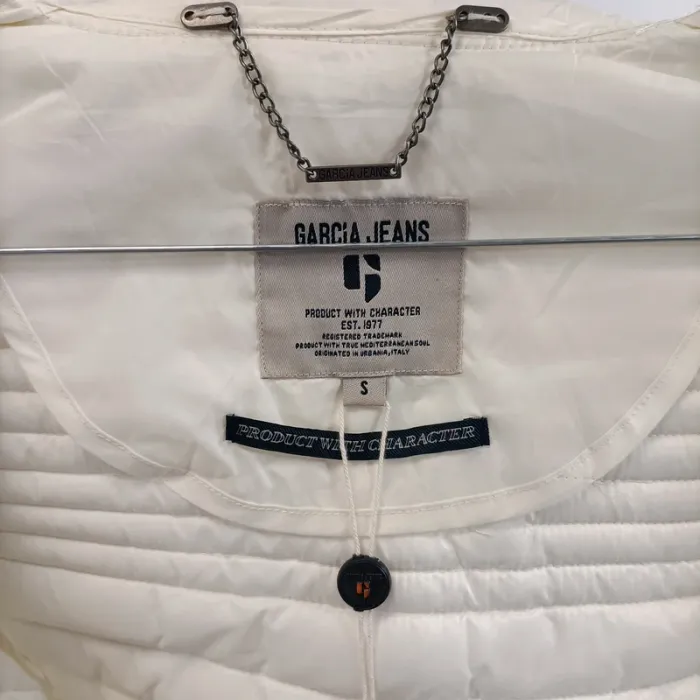 GARCIA JEANS
GARCIA JEANS
PRODUCT WITH CHARACTER
EST. 1977
REGISTERED TRADEMARK
PRODUCT WITH TRUE MEDITERRANEAN SOUL
ORIGINATED IN URBANIA, ITALY
S
PRODUCT WITH CHARACTER